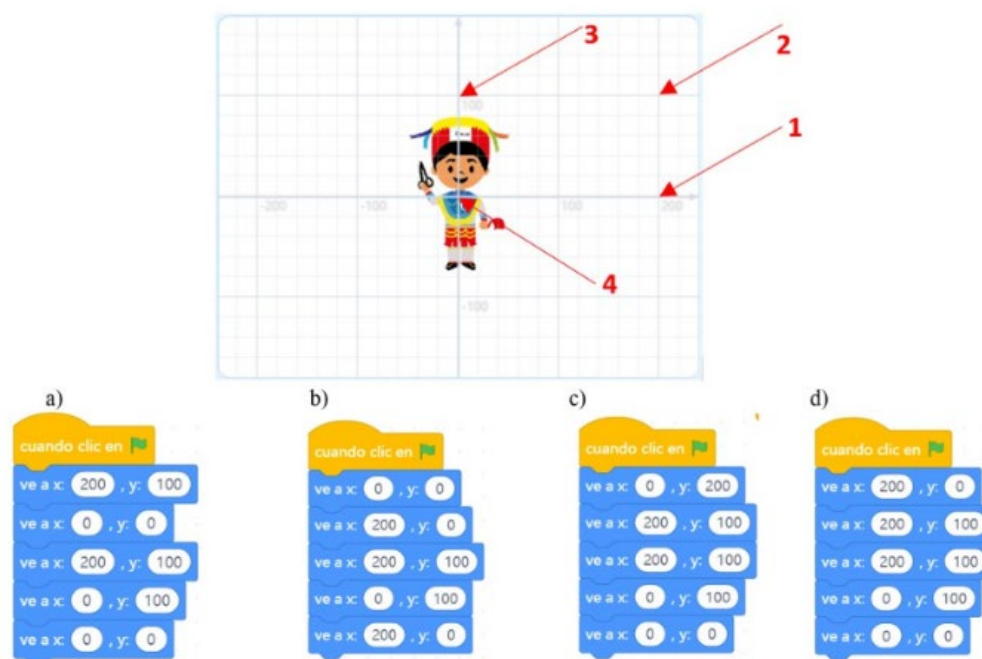 3
2
100
1
-200
-100
100
200
4
-100
a)
cuando clic en
ve a x: 200 , y: 100
ve a x: 0 , y: 0
ve a x: 200 , y: 100
ve a x: 0 , y: 100
ve a x: 0 , y: 0
b)
cuando clic en
ve a x: 0 , y: 0
ve a x: 200 , y: 0
ve a x: 200 , y: 100
ve a x: 0 , y: 100
ve a x: 200 , y: 0
c)
cuando clic en
ve a x: 0 , y: 200
ve a x: 200 , y: 100
ve a x: 200 , y: 100
ve a x: 0 , y: 100
ve a x: 0 , y: 0
d)
cuando clic en
ve a x: 200 , y: 0
ve a x: 200 , y: 100
ve a x: 200 , y: 100
ve a x: 0 , y: 100
ve a x: 0 , y: 0